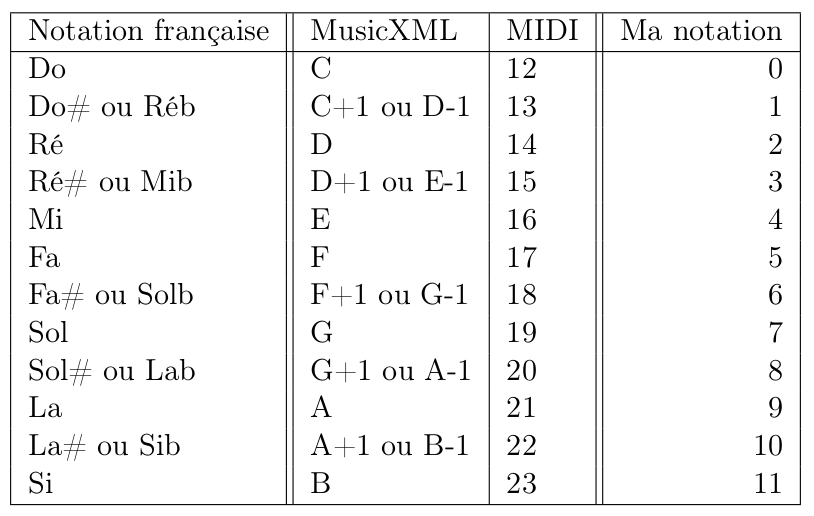 Notation française MusicXML MIDI Ma notation
Do C 12 0
Do# ou Réb C+1 ou D-1 13 1
Ré D 14 2
Ré# ou Mib D+1 ou E-1 15 3
Mi E 16 4
Fa F 17 5
Fa# ou Solb F+1 ou G-1 18 6
Sol G 19 7
Sol# ou Lab G+1 ou A-1 20 8
La A 21 9
La# ou Sib A+1 ou B-1 22 10
Si B 23 11